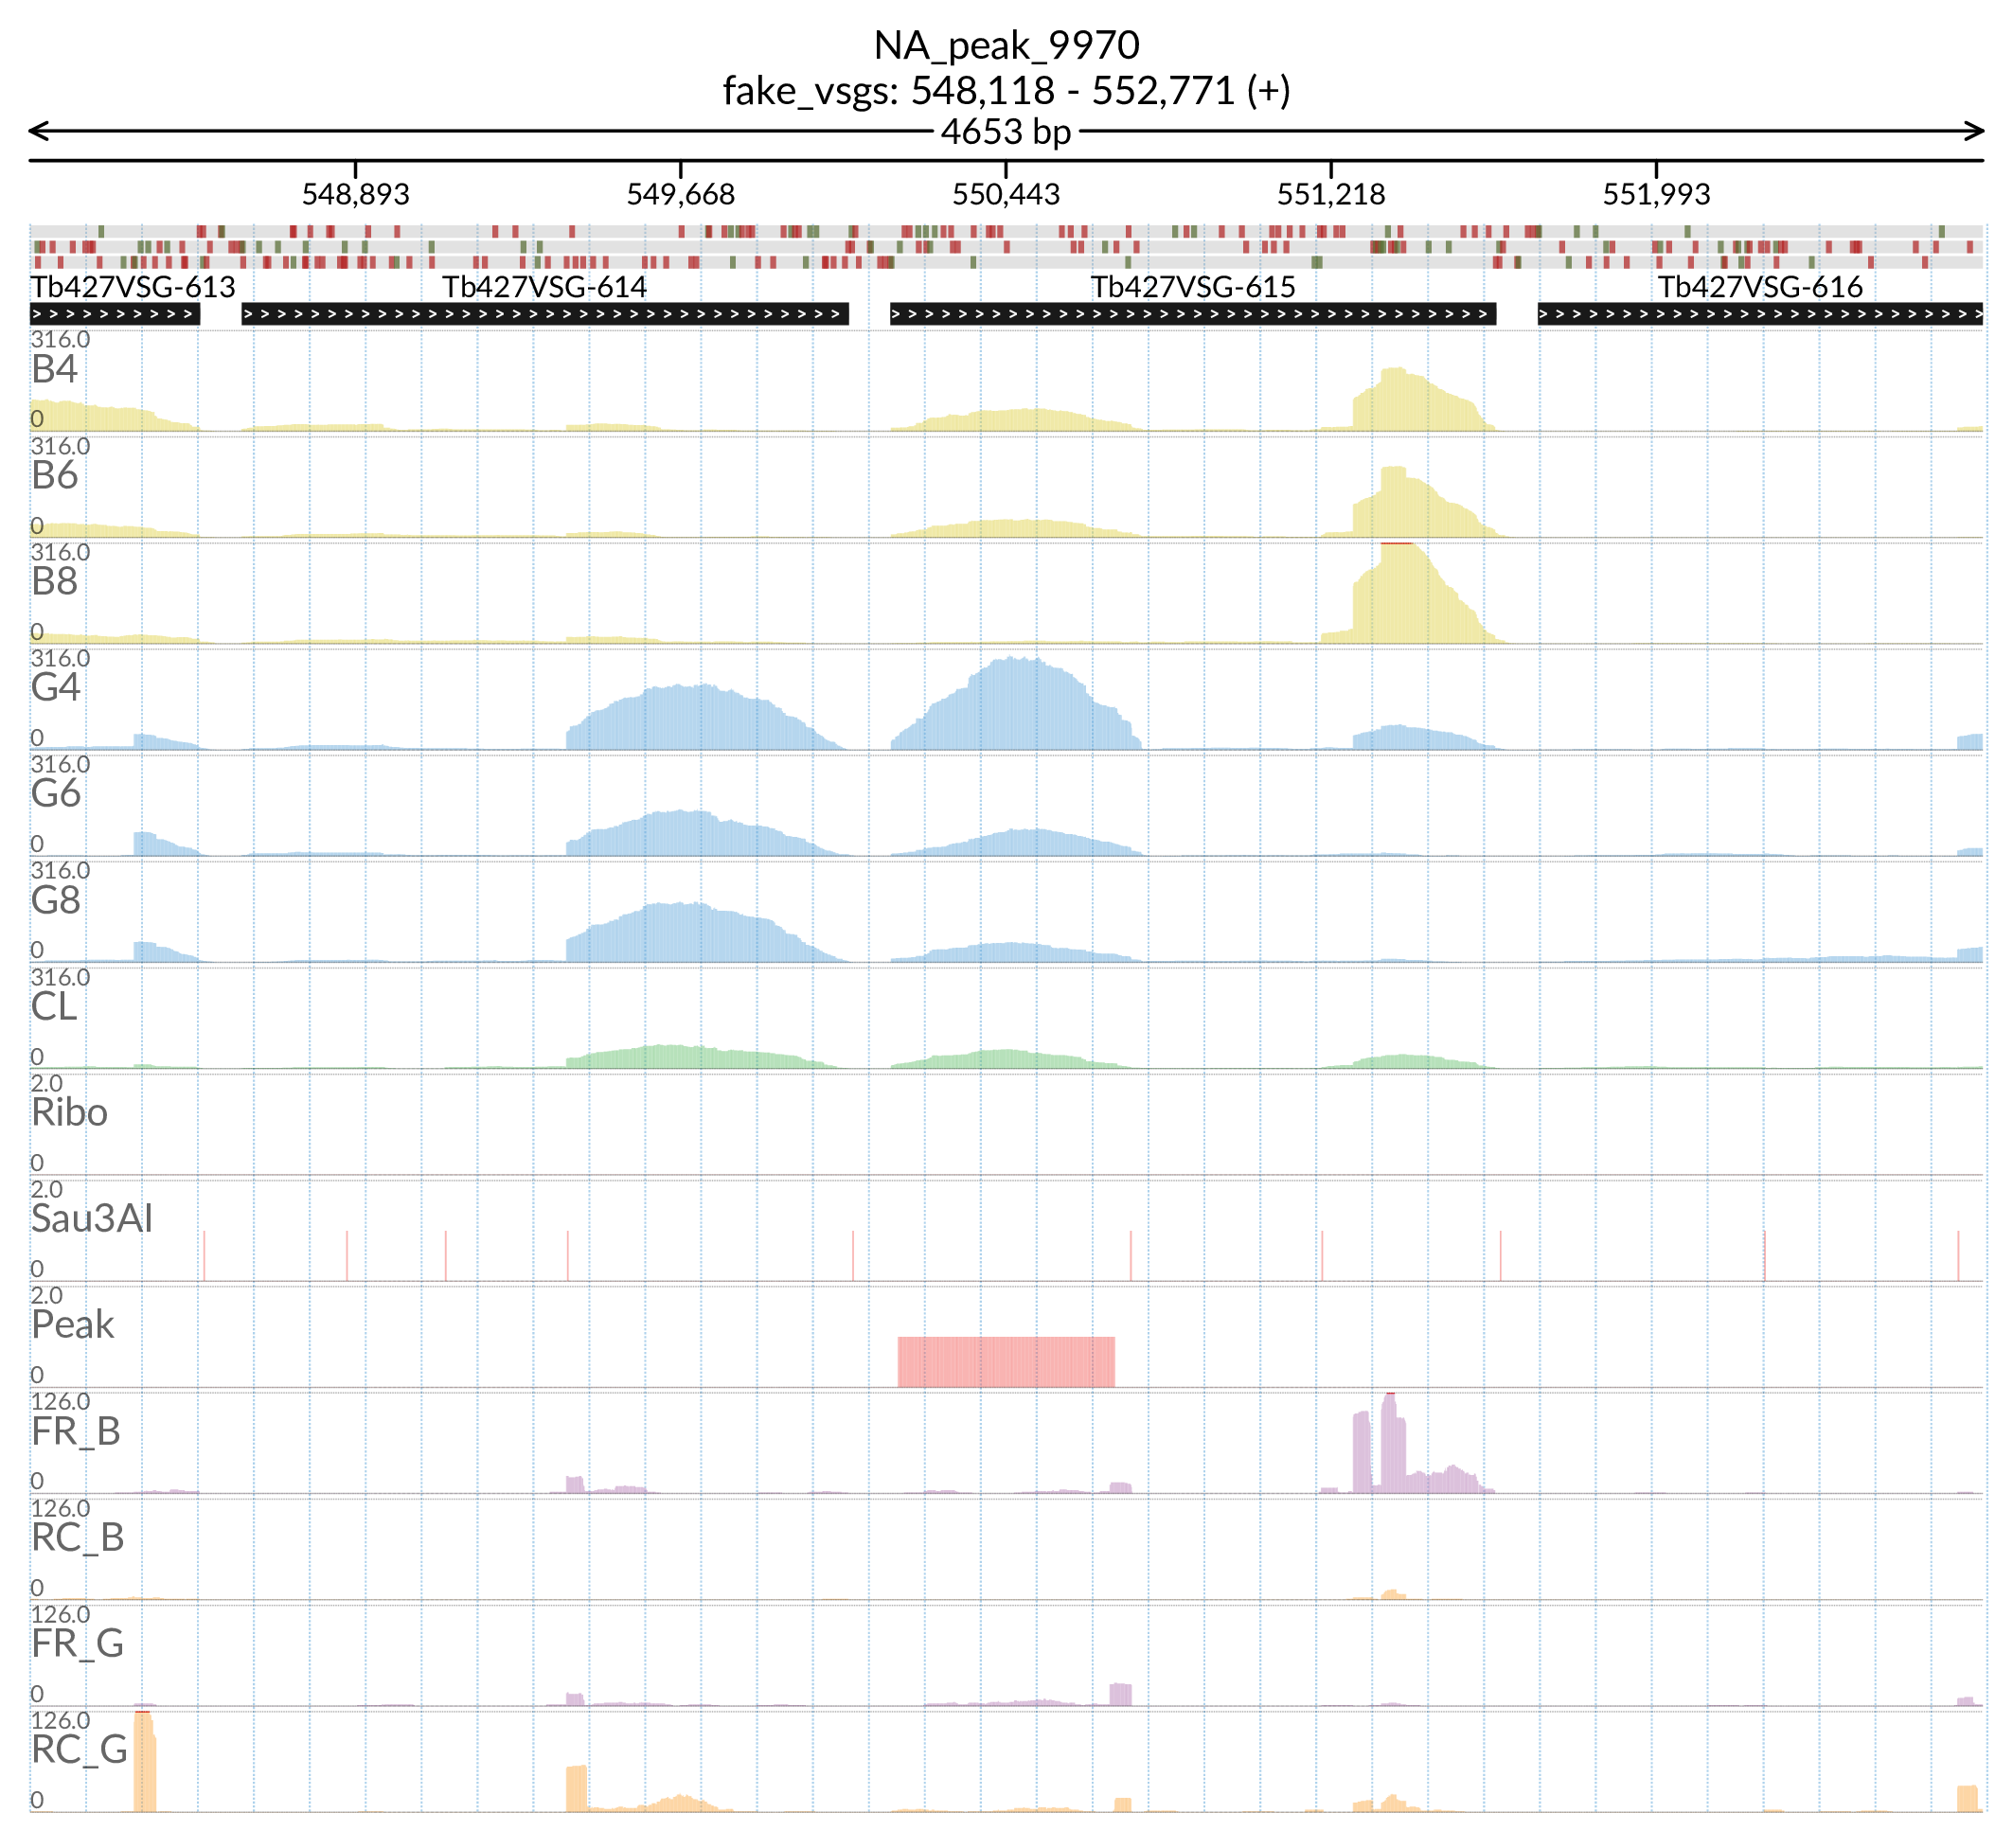 NA_peak_9970
fake_vsgs: 548,118 - 552,771 (+)
4653 bp
548,893 549,668 550,443 551,218 551,993
Tb427VSG-613 Tb427VSG-614 Tb427VSG-615 Tb427VSG-616
316.0
B4
0
316.0
B6
0
316.0
B8
0
316.0
G4
0
316.0
G6
0
316.0
G8
0
316.0
CL
0
2.0
Ribo
0
2.0
Sau3AI
0
2.0
Peak
0
126.0
FR_B
0
126.0
RC_B
0
126.0
FR_G
0
126.0
RC_G
0